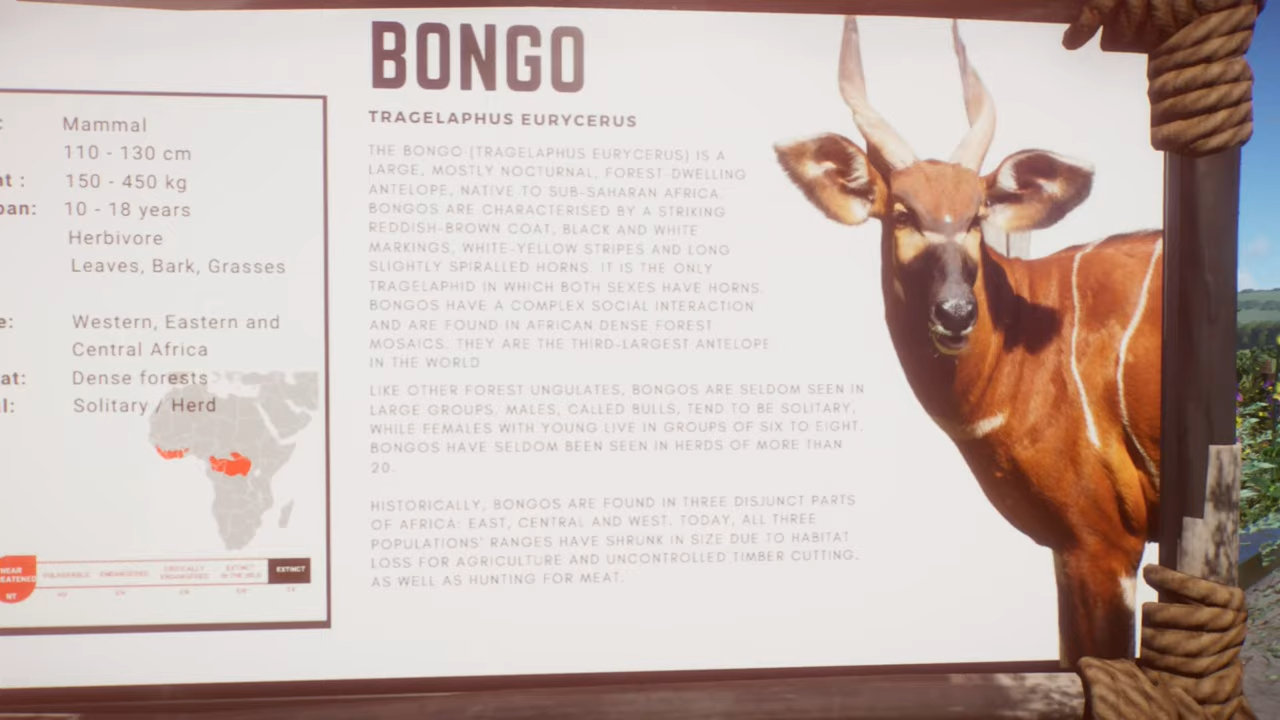 BONGO
TRAGELAPHUS EURYCERUS
THE BONGO (TRAGELAPHUS EURYCERUS) IS A
LARGE, MOSTLY NOCTURNAL, FOREST-DWELLING
ANTELOPE, NATIVE TO SUB-SAHARAN AFRICA.
BONGOS ARE CHARACTERISED BY A STRIKING
REDDISH-BROWN COAT, BLACK AND WHITE
MARKINGS, WHITE-YELLOW STRIPES AND LONG
SLIGHTLY SPIRALLED HORNS. IT IS THE ONLY
TRAGELAPHID IN WHICH BOTH SEXES HAVE HORNS.
BONGOS HAVE A COMPLEX SOCIAL INTERACTION
AND ARE FOUND IN AFRICAN DENSE FOREST
MOSAICS. THEY ARE THE THIRD-LARGEST ANTELOPE
IN THE WORLD
LIKE OTHER FOREST UNGULATES, BONGOS ARE SELDOM SEEN IN
LARGE GROUPS. MALES, CALLED BULLS, TEND TO BE SOLITARY,
WHILE FEMALES WITH YOUNG LIVE IN GROUPS OF SIX TO EIGHT.
BONGOS HAVE SELDOM BEEN SEEN IN HERDS OF MORE THAN
20.
HISTORICALLY, BONGOS ARE FOUND IN THREE DISJUNCT PARTS
OF AFRICA: EAST, CENTRAL AND WEST. TODAY, ALL THREE
POPULATIONS' RANGES HAVE SHRUNK IN SIZE DUE TO HABITAT
LOSS FOR AGRICULTURE AND UNCONTROLLED TIMBER CUTTING,
AS WELL AS HUNTING FOR MEAT.
: Mammal
110 - 130 cm
t : 150 - 450 kg
pan: 10 - 18 years
Herbivore
Leaves, Bark, Grasses
e: Western, Eastern and
Central Africa
at: Dense forests
l: Solitary / Herd
NEAR
EATENED
NT
VULNERABLE
ENDANGERED
CRITICALLY
ENDANGERED
EXTINCT
IN THE WILD
EXTINCT